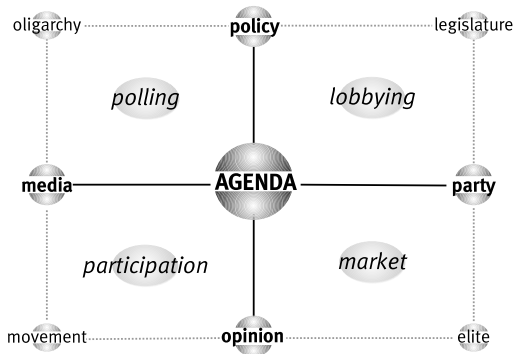 oligarchy policy legislature
polling lobbying
media AGENDA party
participation market
movement opinion elite